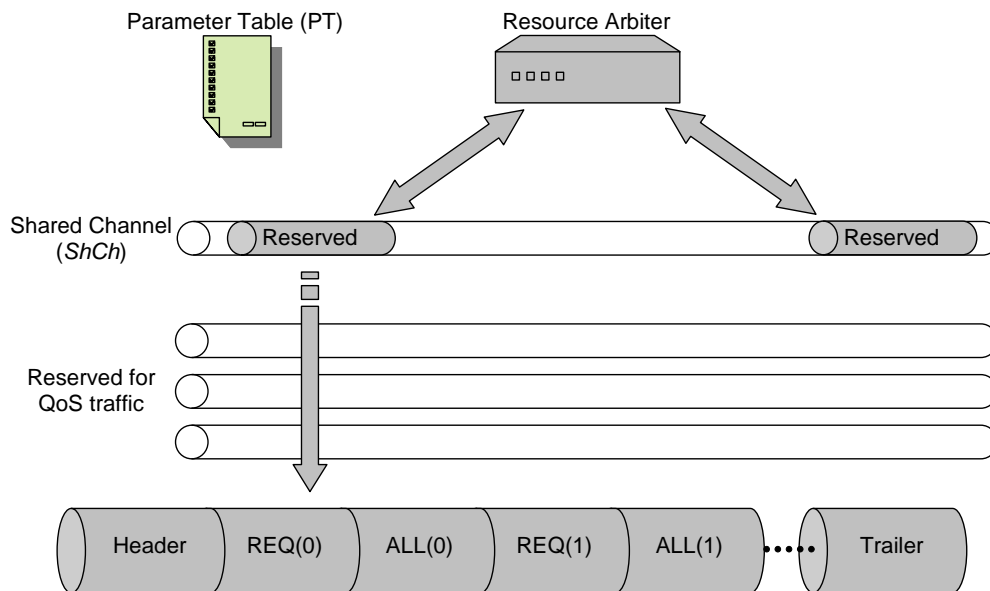 Parameter Table (PT)
Resource Arbiter
Shared Channel
(ShCh)
Reserved
Reserved
Reserved for
QoS traffic
Header
REQ(0)
ALL(0)
REQ(1)
ALL(1)
Trailer